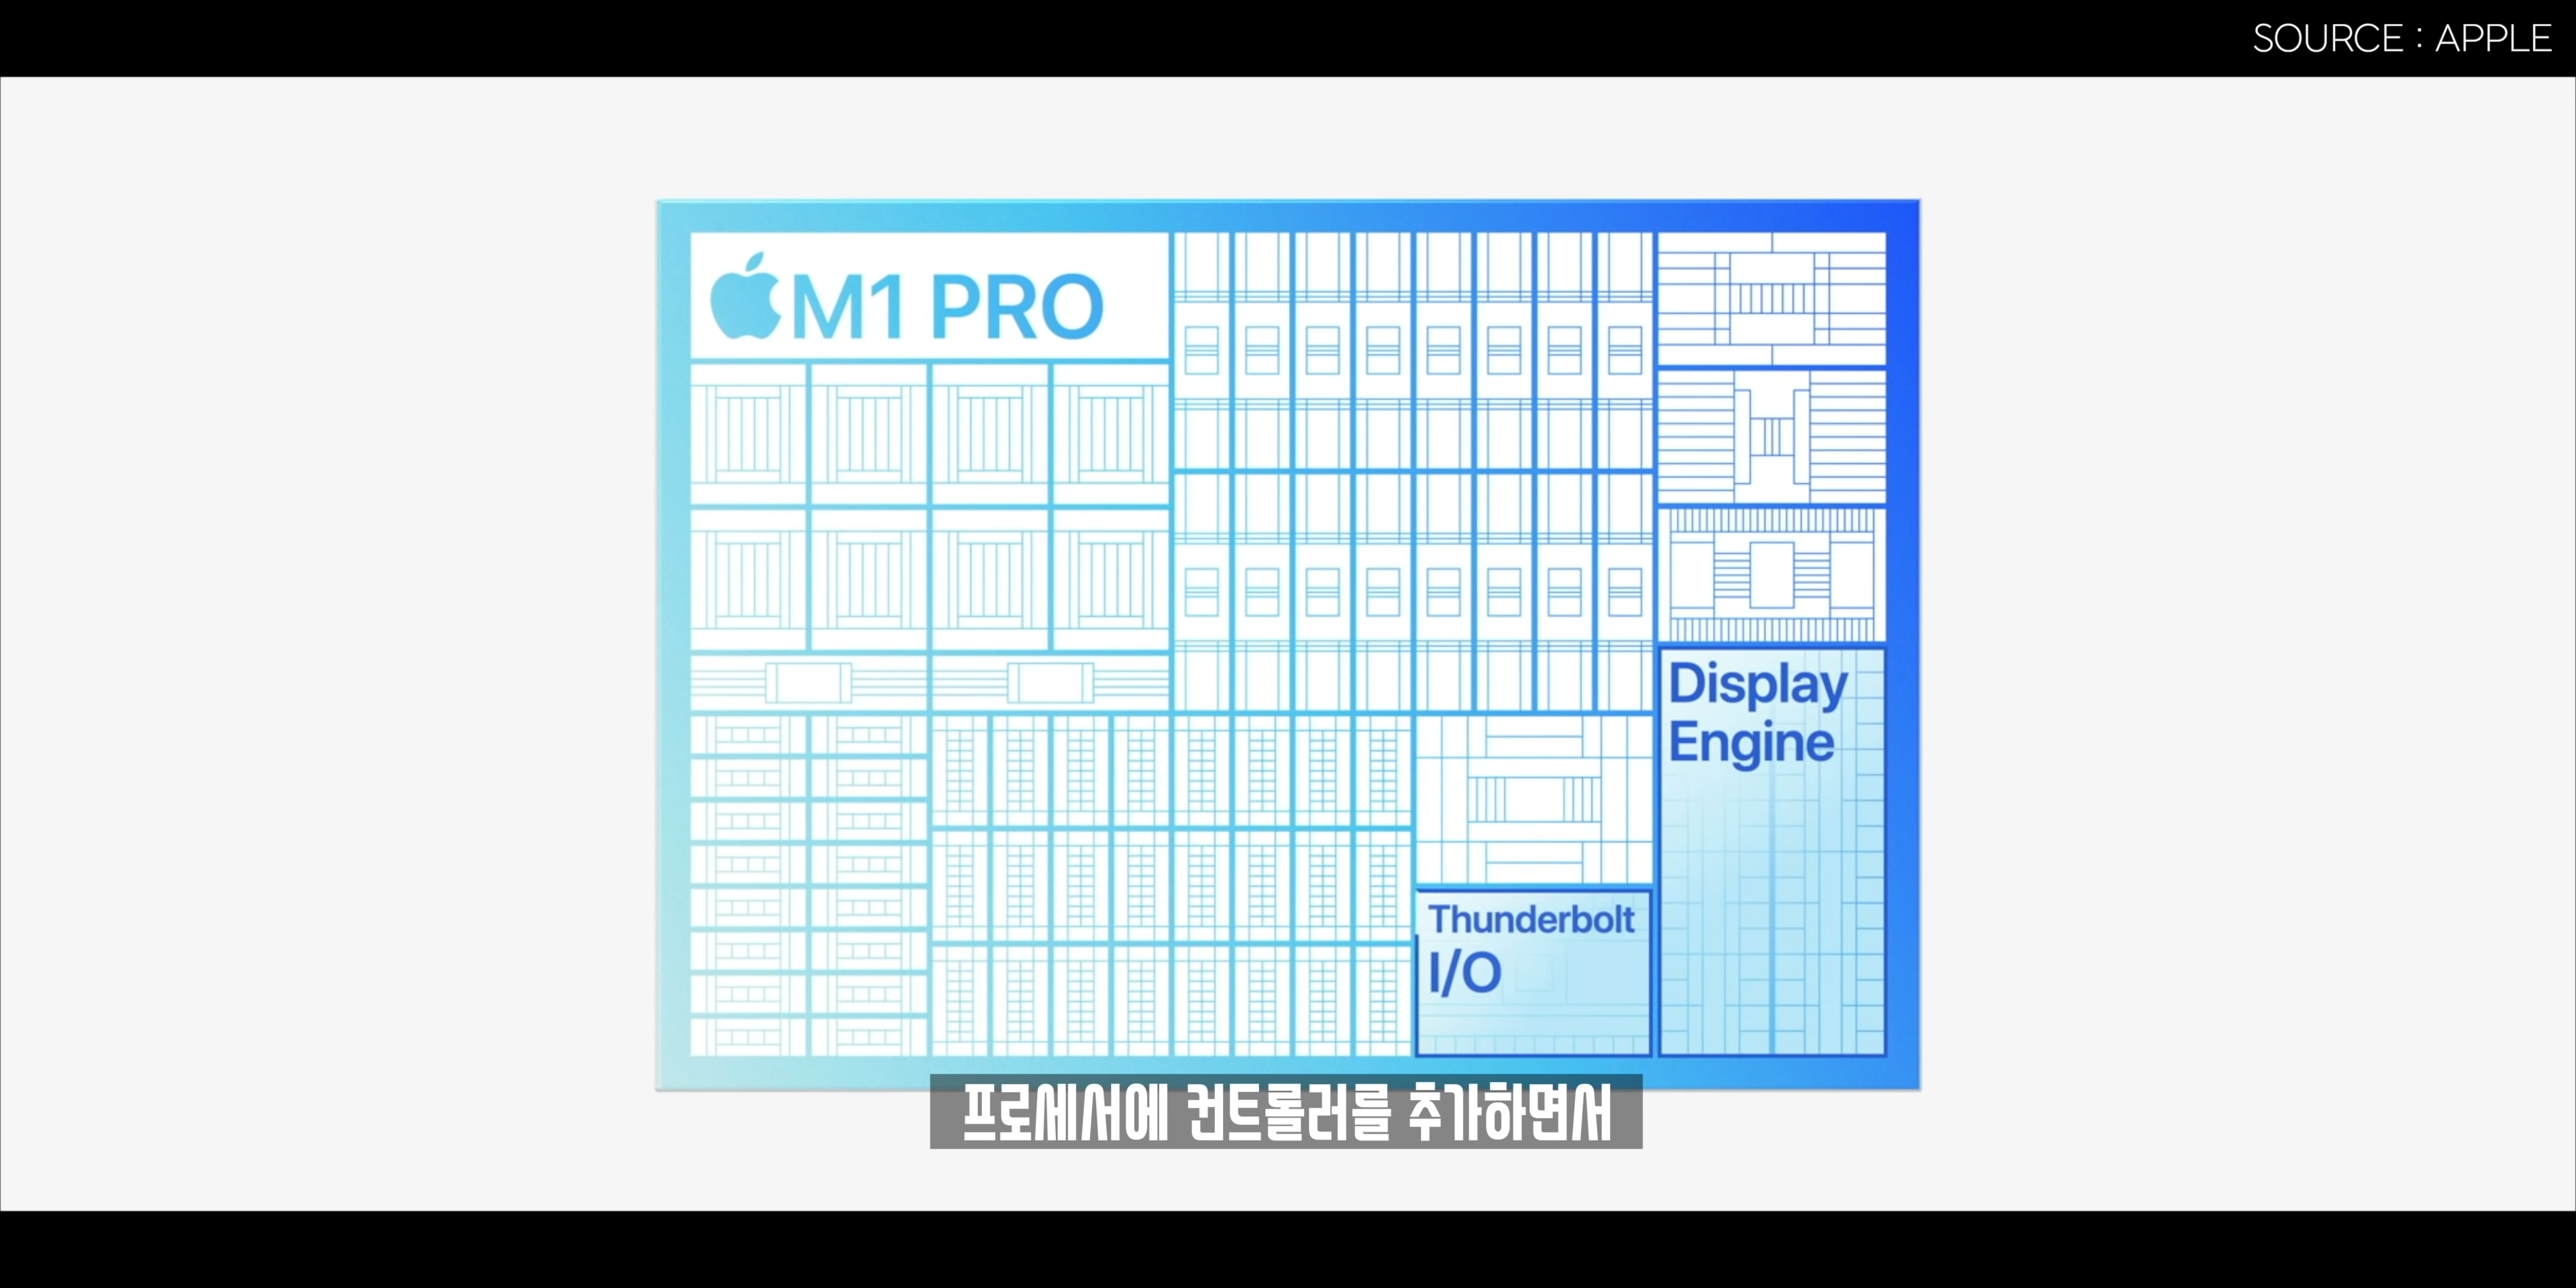 SOURCE : APPLE
M1 PRO
Display
Engine
Thunderbolt
I/O
프로세서에 컨트롤러를 추가하면서